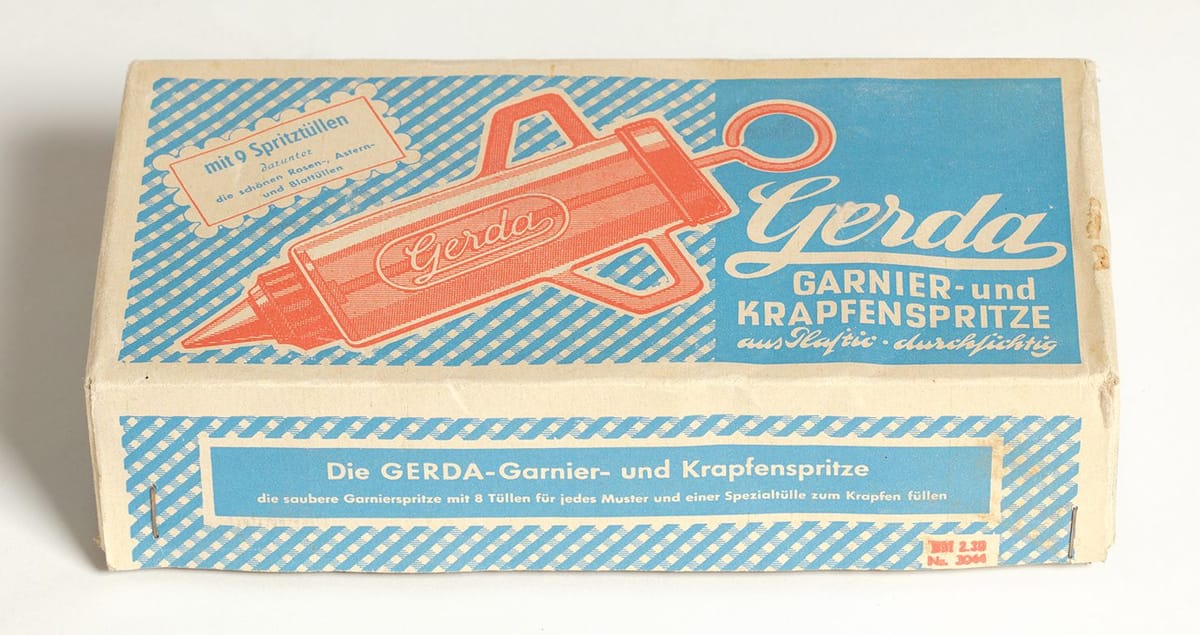 mit 9 Spritztüllen
darunter
die schönen Rosen-, Astern-
und Blattüllen
Gerda
Gerda
GARNIER- und
KRAPFENSPRITZE
aus Plastic · durchsichtig
Die GERDA-Garnier- und Krapfenspritze
die saubere Garnierspritze mit 8 Tüllen für jedes Muster und einer Spezialtülle zum Krapfen füllen
2.30
No.